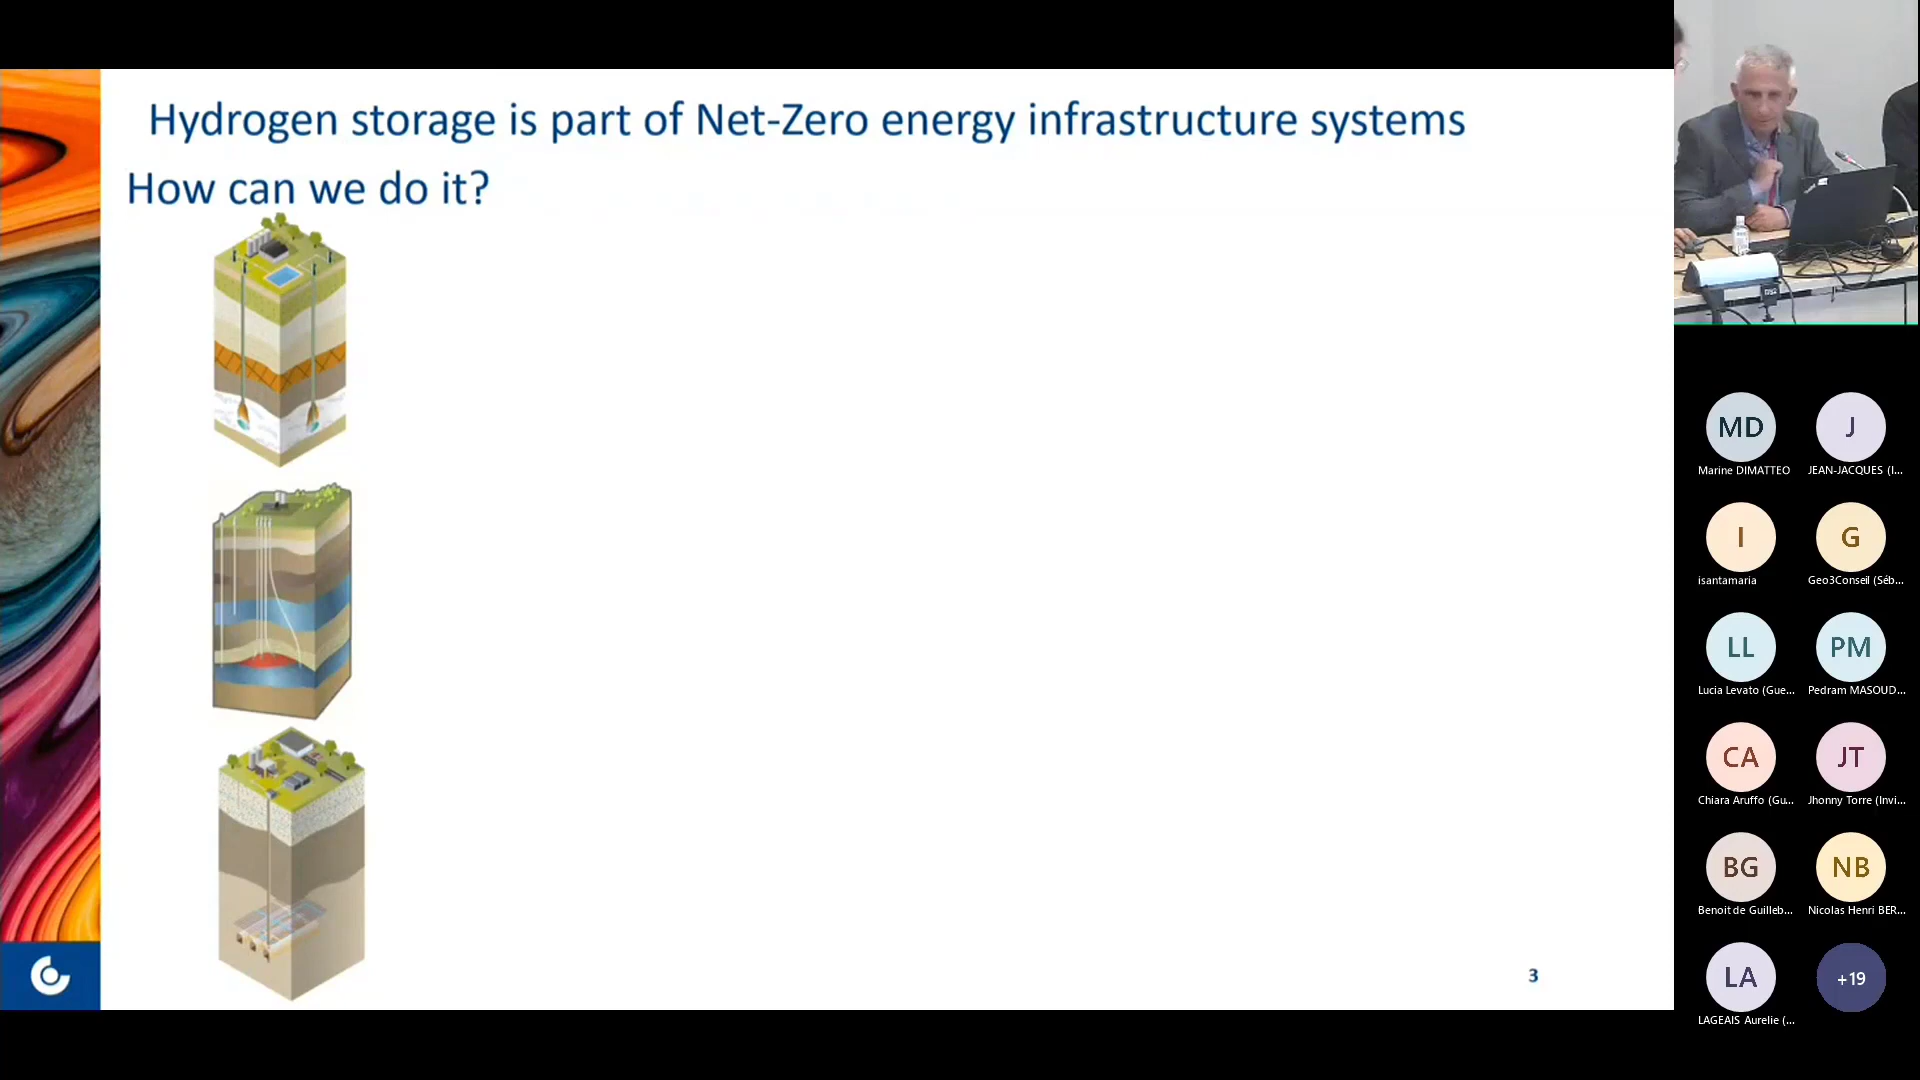 Hydrogen storage is part of Net-Zero energy infrastructure systems
How can we do it?
3
MD
Marine DIMATTEO
J
JEAN-JACQUES (I...
I
isantamaria
G
Geo3Conseil (Séb...
LL
Lucia Levato (Gue...
PM
Pedram MASOUD...
CA
Chiara Aruffo (Gu...
JT
Jhonny Torre (Invi...
BG
Benoit de Guilleb...
NB
Nicolas Henri BER...
LA
LAGEAIS Aurelie (...
+19